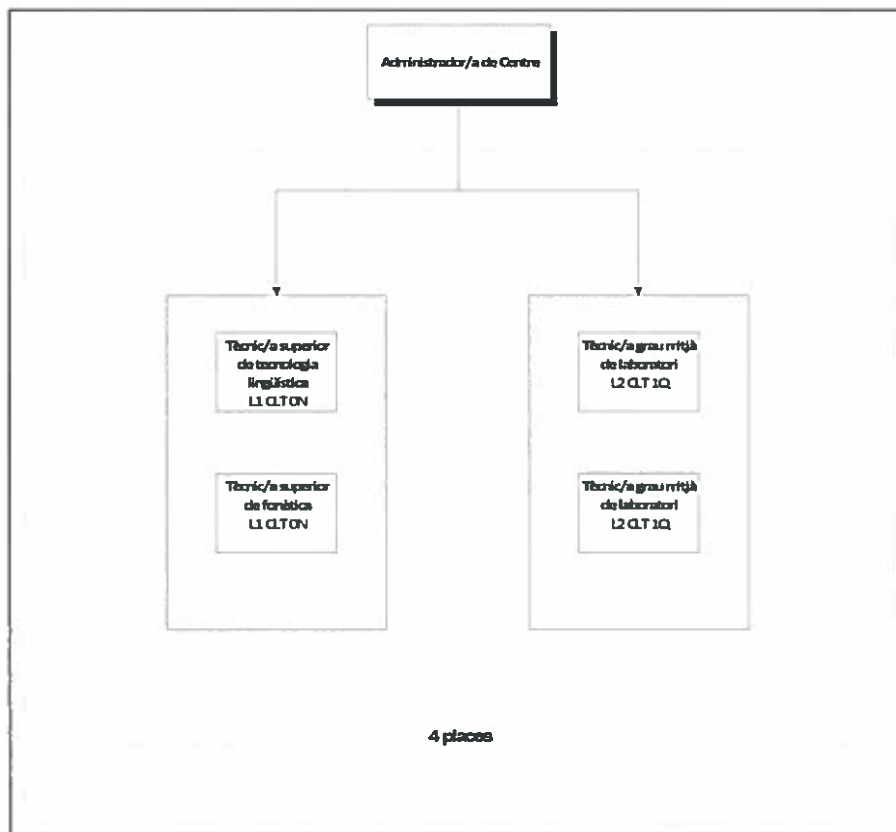 Administrador/a de Centre
Tècnic/a superior
de tecnologia
lingüística
L1 CLT 0N
Tècnic/a superior
de fonètica
L1 CLT 0N
Tècnic/a grau mitjà
de laboratori
L2 CLT 1Q
Tècnic/a grau mitjà
de laboratori
L2 CLT 1Q
4 places